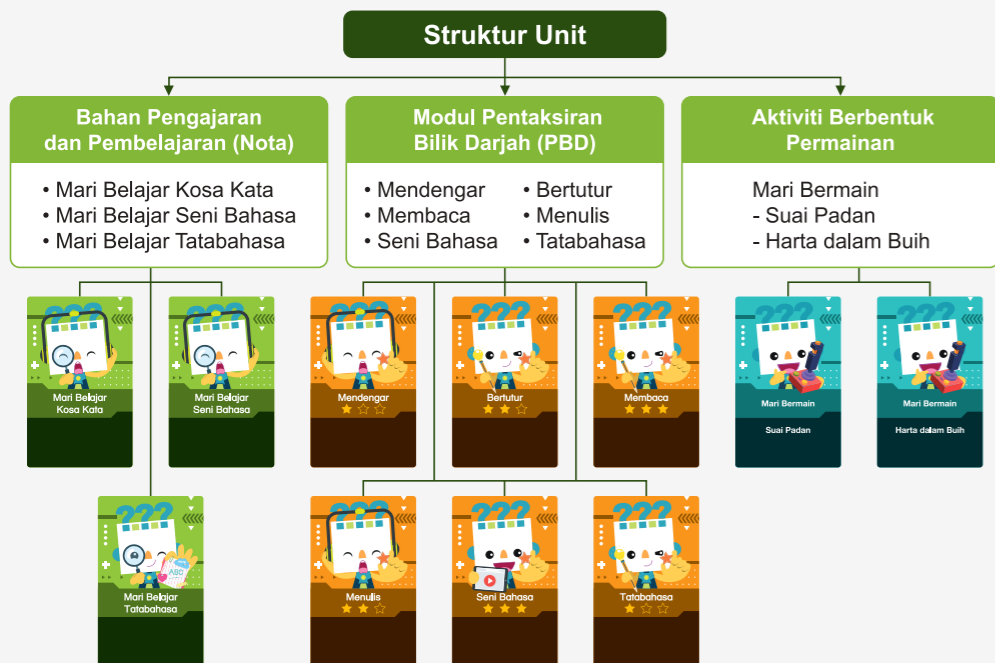 Struktur Unit
Bahan Pengajaran
dan Pembelajaran (Nota)
• Mari Belajar Kosa Kata
• Mari Belajar Seni Bahasa
• Mari Belajar Tatabahasa
Modul Pentaksiran
Bilik Darjah (PBD)
• Mendengar
• Membaca
• Seni Bahasa
• Bertutur
• Menulis
• Tatabahasa
Aktiviti Berbentuk
Permainan
Mari Bermain
- Suai Padan
- Harta dalam Buih
???
Mari Belajar
Kosa Kata
???
Mari Belajar
Seni Bahasa
???
Mendengar
???
Bertutur
???
Membaca
???
Mari Bermain
Suai Padan
???
Mari Bermain
Harta dalam Buih
???
ABC
Mari Belajar
Tatabahasa
???
Menulis
???
Seni Bahasa
???
Tatabahasa